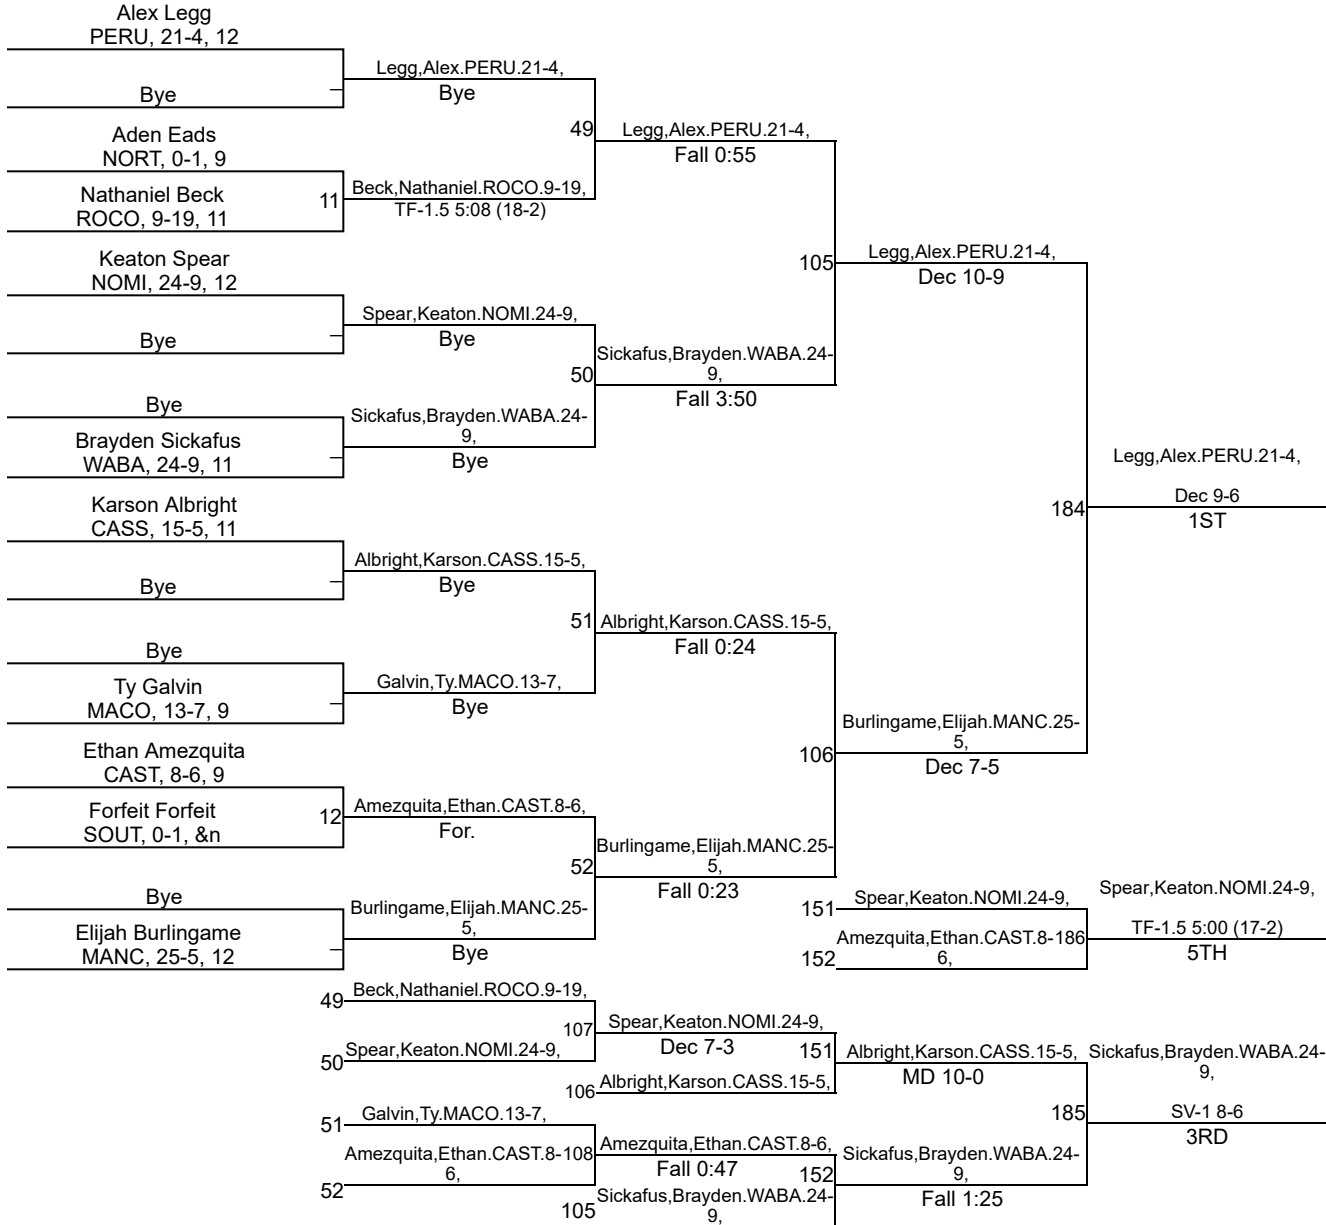 Alex Legg
PERU, 21-4, 12
Legg,Alex.PERU.21-4,
Bye
Bye
49
Legg,Alex.PERU.21-4,
Fall 0:55
Aden Eads
NORT, 0-1, 9
Nathaniel Beck
ROCO, 9-19, 11
11
Beck,Nathaniel.ROCO.9-19,
TF-1.5 5:08 (18-2)
Keaton Spear
NOMI, 24-9, 12
105
Legg,Alex.PERU.21-4,
Dec 10-9
Spear,Keaton.NOMI.24-9,
Bye
Bye
50
Sickafus,Brayden.WABA.24-
9,
Fall 3:50
Bye
Brayden Sickafus
WABA, 24-9, 11
Sickafus,Brayden.WABA.24-
9,
Bye
Legg,Alex.PERU.21-4,
184
Dec 9-6
1ST
Karson Albright
CASS, 15-5, 11
Albright,Karson.CASS.15-5,
Bye
Bye
51
Albright,Karson.CASS.15-5,
Fall 0:24
Bye
Ty Galvin
MACO, 13-7, 9
Galvin,Ty.MACO.13-7,
Bye
106
Burlingame,Elijah.MANC.25-
5,
Dec 7-5
Ethan Amezquita
CAST, 8-6, 9
Forfeit Forfeit
SOUT, 0-1, &n
12
Amezquita,Ethan.CAST.8-6,
For.
52
Burlingame,Elijah.MANC.25-
5,
Fall 0:23
Bye
Elijah Burlingame
MANC, 25-5, 12
Burlingame,Elijah.MANC.25-
5,
Bye
151
Spear,Keaton.NOMI.24-9,
152
Amezquita,Ethan.CAST.8-186
6,
Spear,Keaton.NOMI.24-9,
TF-1.5 5:00 (17-2)
5TH
49
Beck,Nathaniel.ROCO.9-19,
107
50
Spear,Keaton.NOMI.24-9,
Spear,Keaton.NOMI.24-9,
Dec 7-3
151
106
Albright,Karson.CASS.15-5,
Albright,Karson.CASS.15-5,
MD 10-0
Sickafus,Brayden.WABA.24-
9,
185
SV-1 8-6
3RD
51
Galvin,Ty.MACO.13-7,
Amezquita,Ethan.CAST.8-108
6,
52
Amezquita,Ethan.CAST.8-6,
Fall 0:47
152
105
Sickafus,Brayden.WABA.24-
9,
Sickafus,Brayden.WABA.24-
9,
Fall 1:25